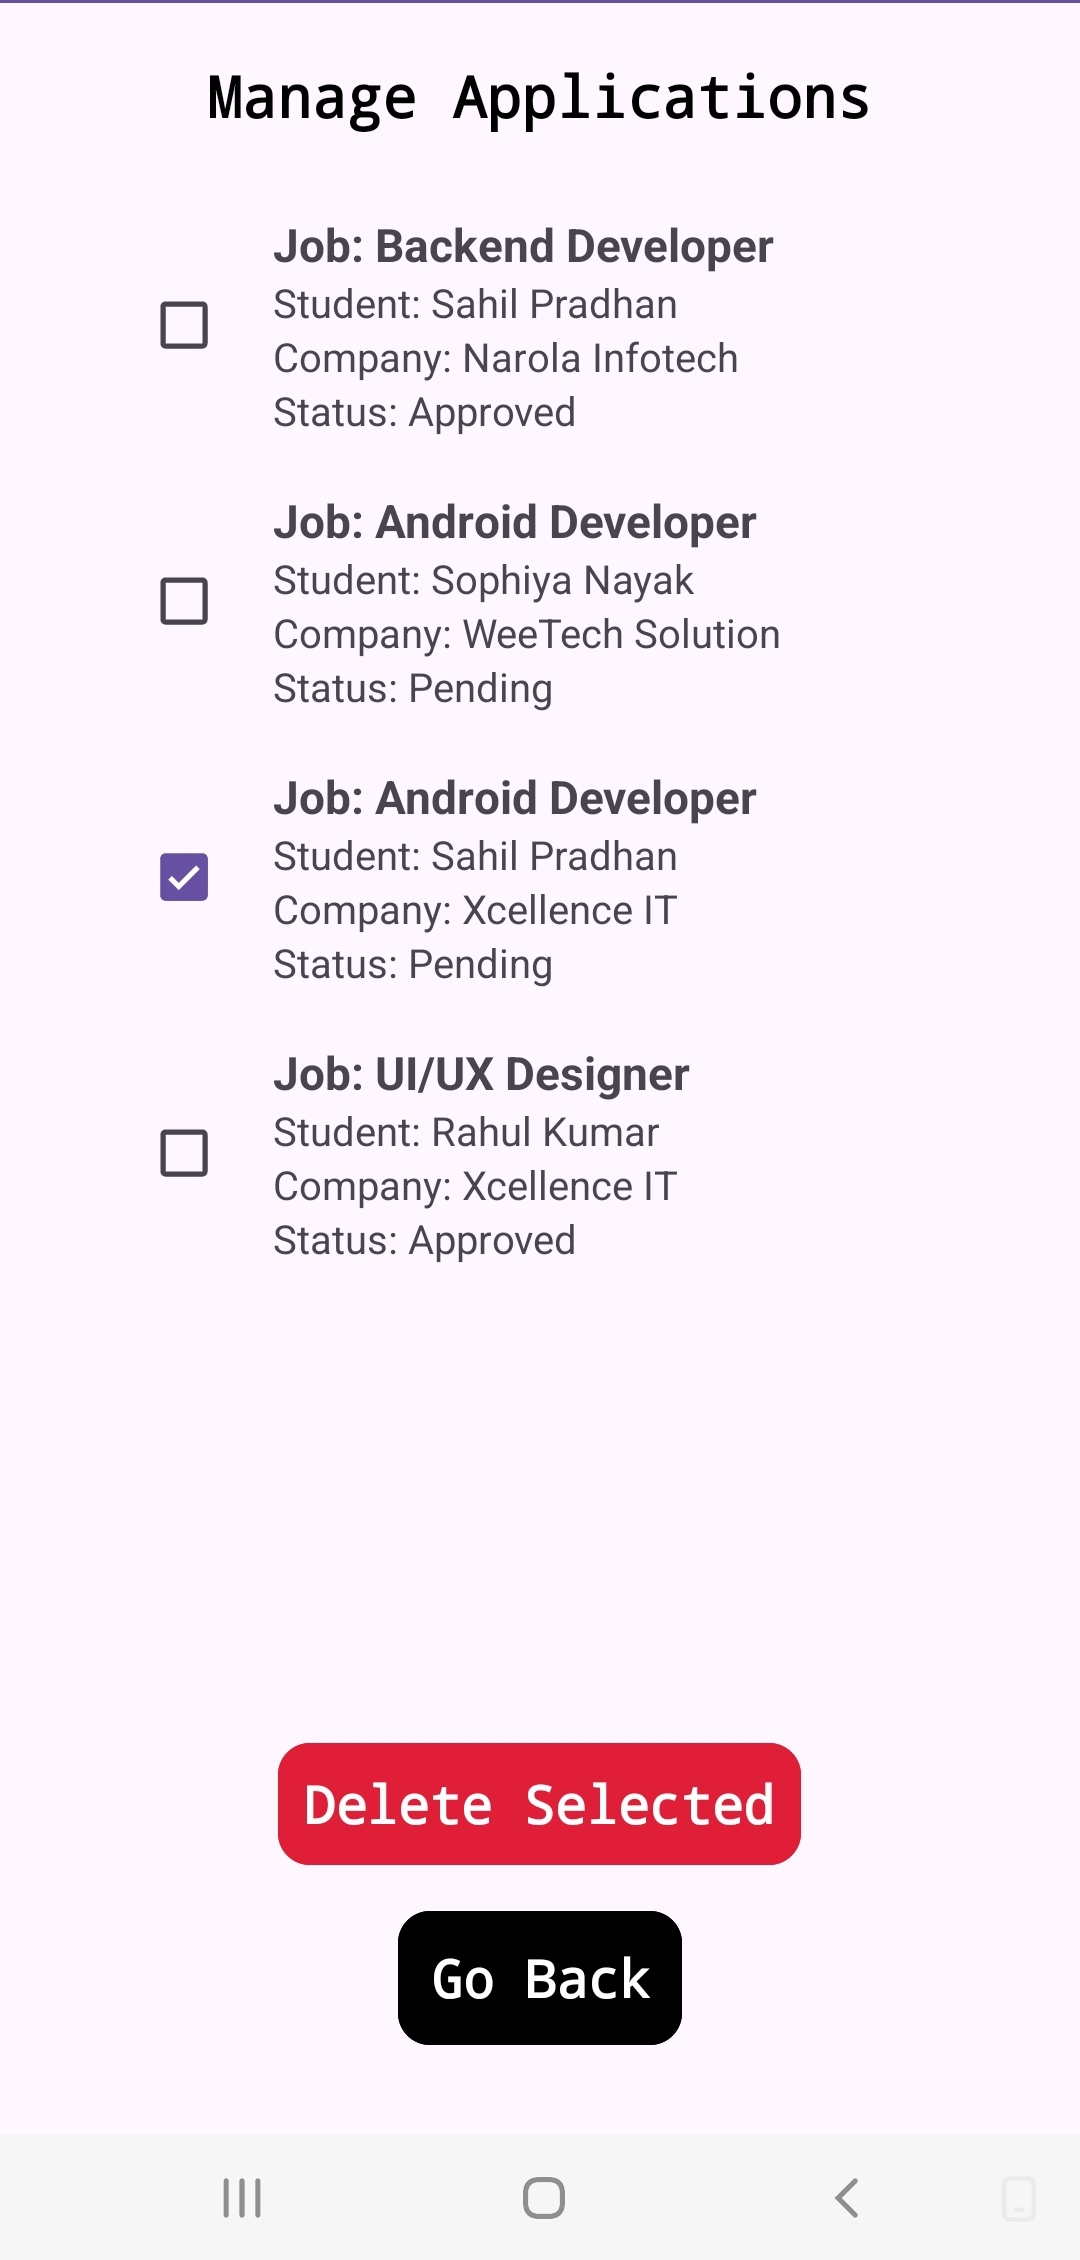 Manage Applications
Job: Backend Developer
Student: Sahil Pradhan
Company: Narola Infotech
Status: Approved
Job: Android Developer
Student: Sophiya Nayak
Company: WeeTech Solution
Status: Pending
Job: Android Developer
Student: Sahil Pradhan
Company: Xcellence IT
Status: Pending
Job: UI/UX Designer
Student: Rahul Kumar
Company: Xcellence IT
Status: Approved
Delete Selected
Go Back